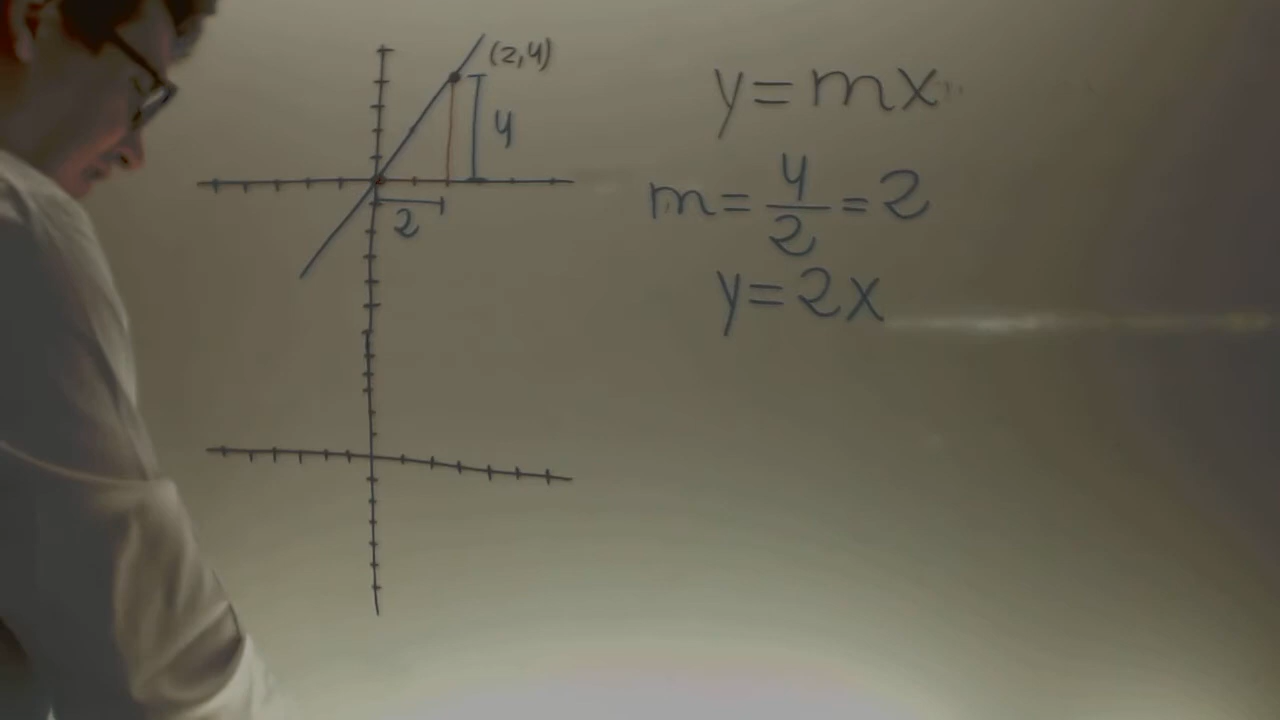 (2,4)
4
2
y = mx
m = 4/2 = 2
y = 2x